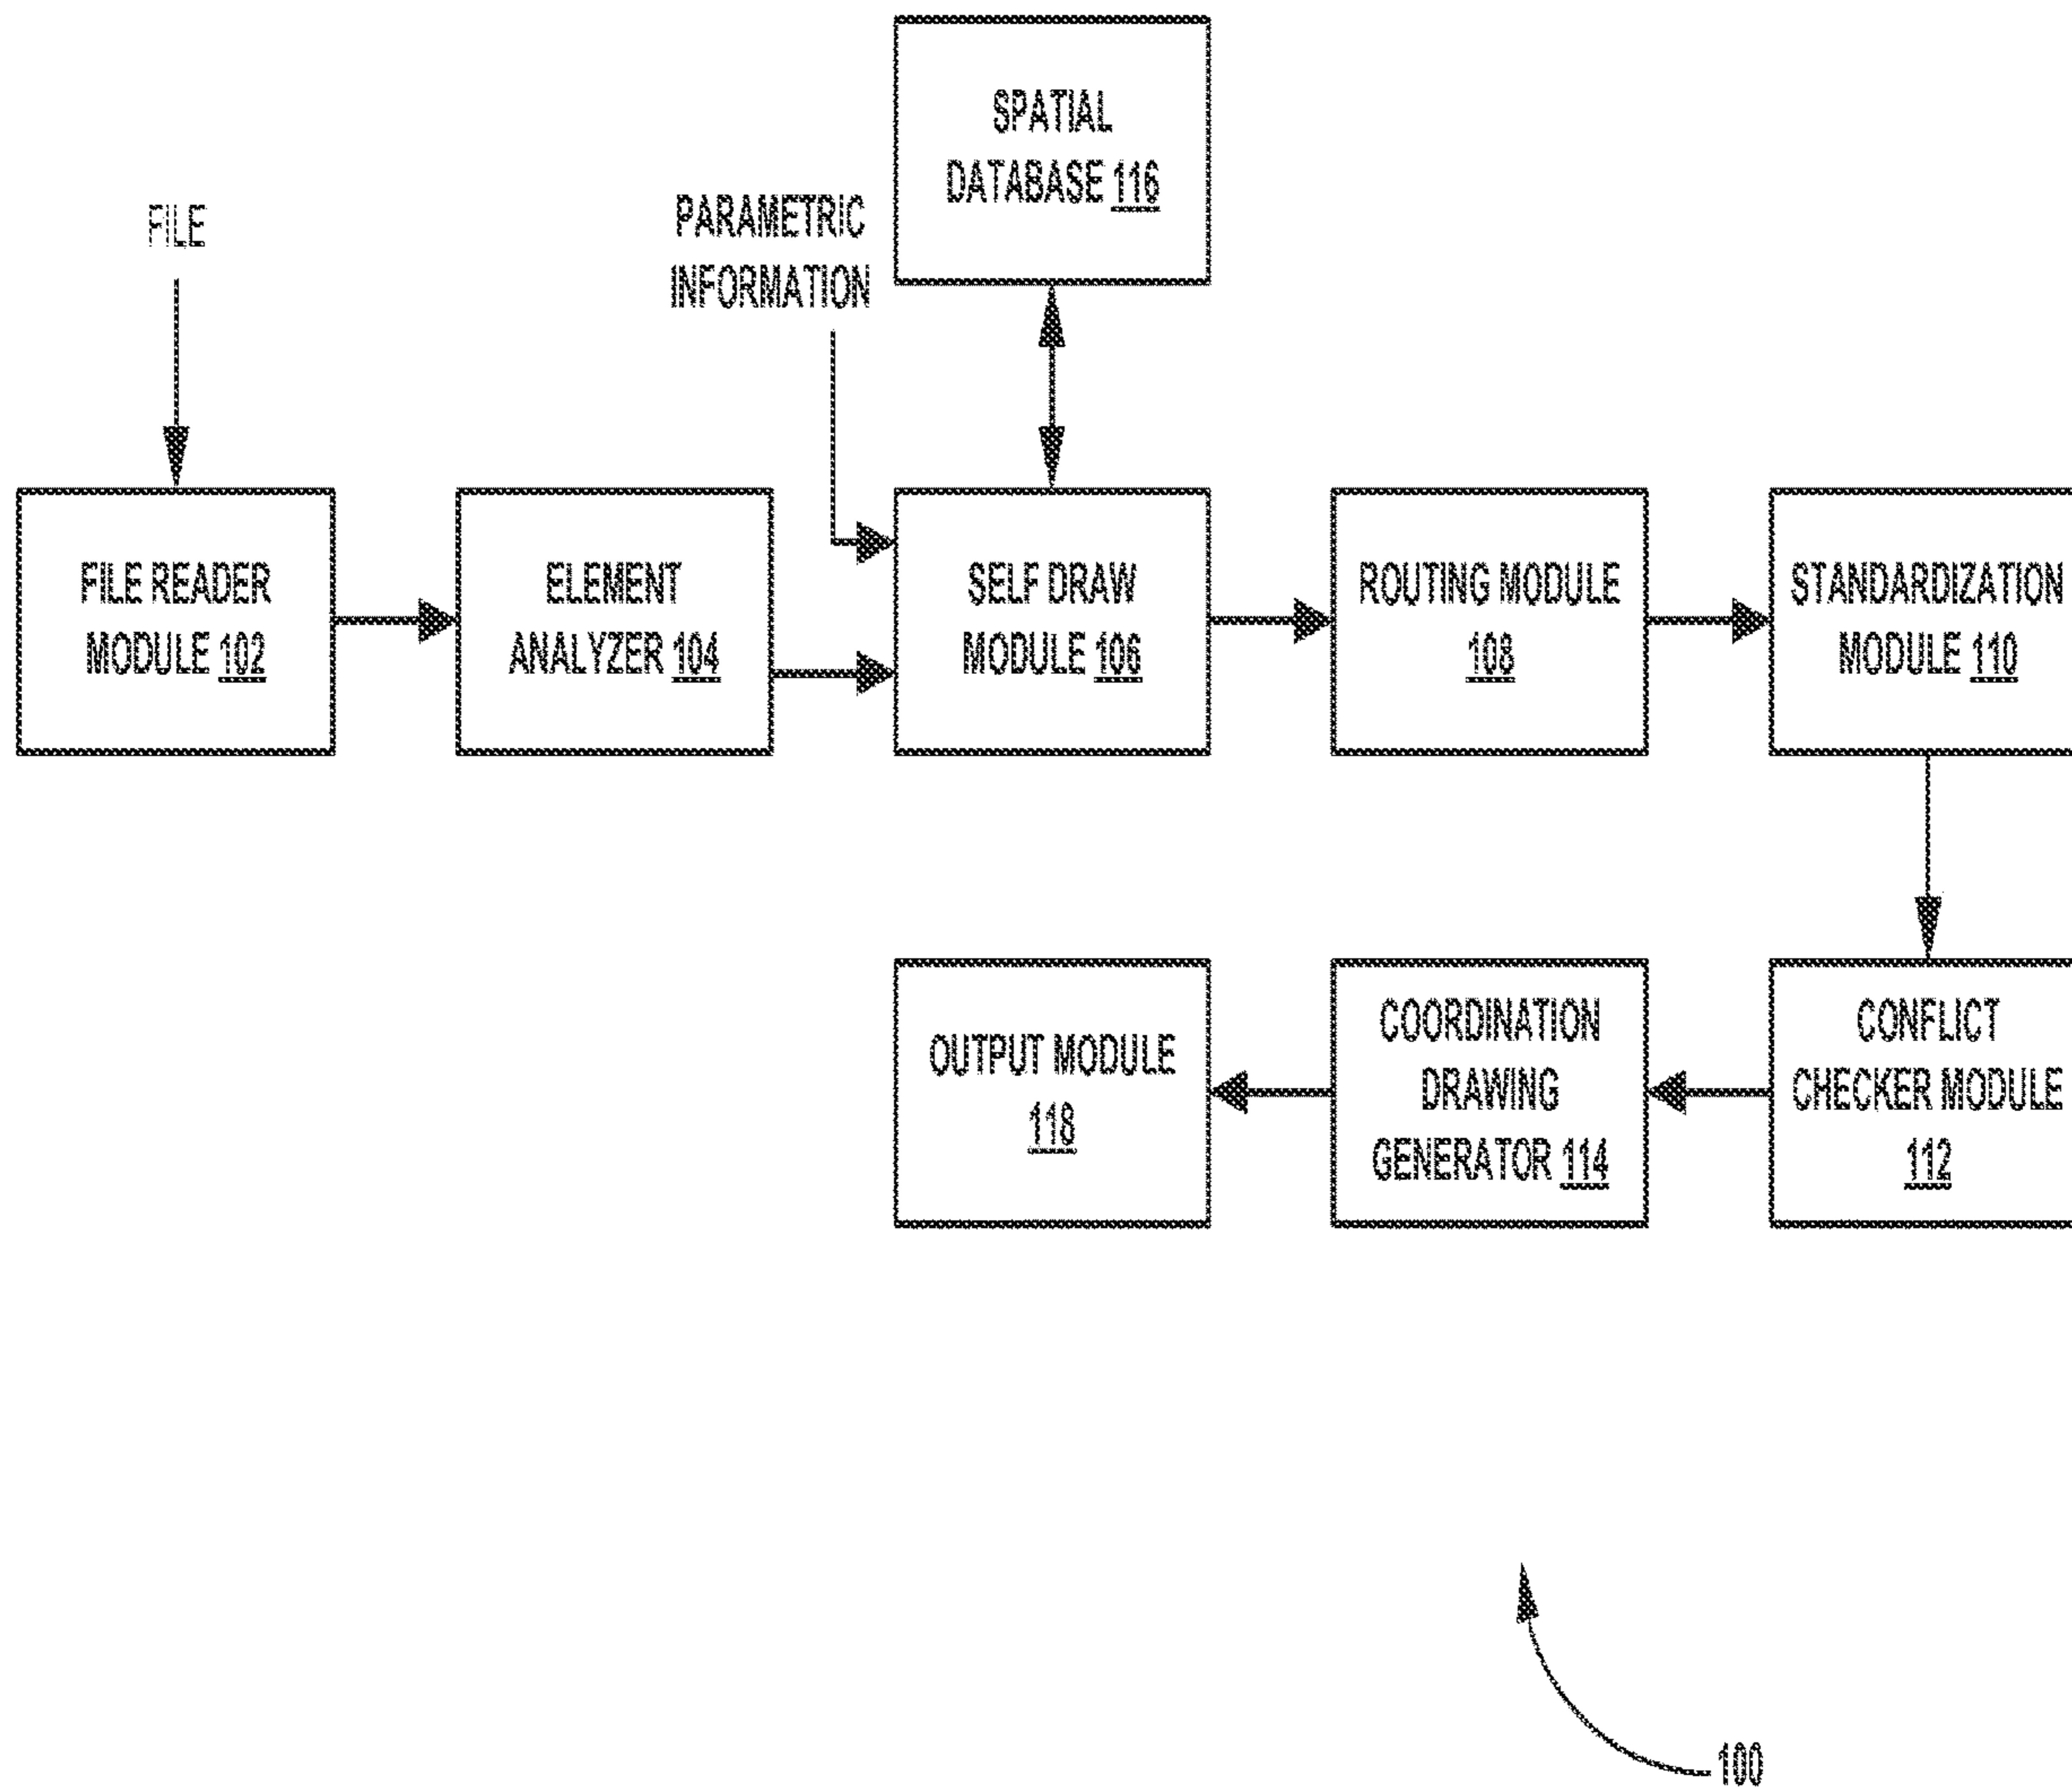 SPATIAL
DATABASE 116
FILE
PARAMETRIC
INFORMATION
FILE READER
MODULE 102
ELEMENT
ANALYZER 104
SELF DRAW
MODULE 106
ROUTING MODULE
108
STANDARDIZATION
MODULE 110
OUTPUT MODULE
118
COORDINATION
DRAWING
GENERATOR 114
CONFLICT
CHECKER MODULE
112
100